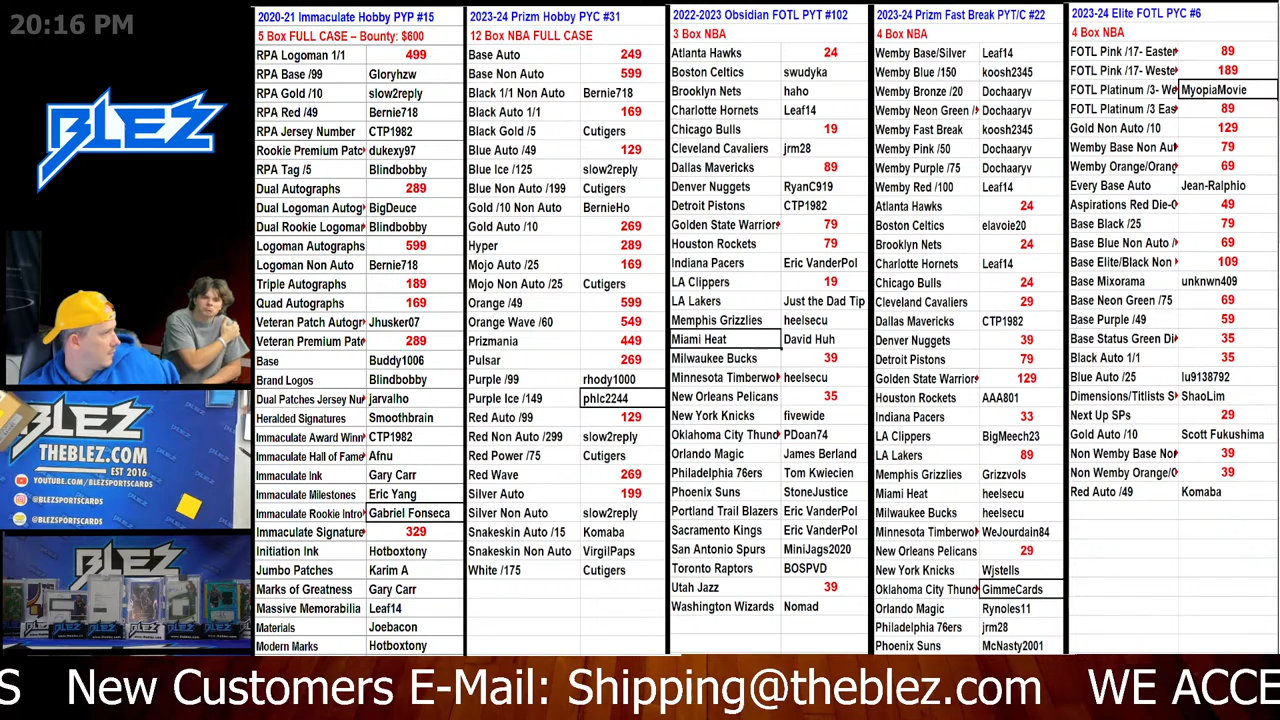 20:16 PM
BLEZ
BLEZ
THEBLEZ.COM
EST 2016
YOUTUBE.COM/BLEZSPORTSCARDS
@BLEZSPORTSCARDS
@BLEZSPORTSCARDS
BLEZ
2020-21 Immaculate Hobby PYP #15
5 Box FULL CASE – Bounty: $600
RPA Logoman 1/1 499
RPA Base /99 Gloryhzw
RPA Gold /10 slow2reply
RPA Red /49 Bernie718
RPA Jersey Number CTP1982
Rookie Premium Patc dukexy97
RPA Tag /5 Blindbobby
Dual Autographs 289
Dual Logoman Autog BigDeuce
Dual Rookie Logoma Blindbobby
Logoman Autographs 599
Logoman Non Auto Bernie718
Triple Autographs 189
Quad Autographs 169
Veteran Patch Autogr Jhusker07
Veteran Premium Pat 289
Base Buddy1006
Brand Logos Blindbobby
Dual Patches Jersey Nu jarvalho
Heralded Signatures Smoothbrain
Immaculate Award Winn CTP1982
Immaculate Hall of Fame Afnu
Immaculate Ink Gary Carr
Immaculate Milestones Eric Yang
Immaculate Rookie Intro Gabriel Fonseca
Immaculate Signature 329
Initiation Ink Hotboxtony
Jumbo Patches Karim A
Marks of Greatness Gary Carr
Massive Memorabilia Leaf14
Materials Joebacon
Modern Marks Hotboxtony
2023-24 Prizm Hobby PYC #31
12 Box NBA FULL CASE
Base Auto 249
Base Non Auto 599
Black 1/1 Non Auto Bernie718
Black Auto 1/1 169
Black Gold /5 Cutigers
Blue Auto /49 129
Blue Ice /125 slow2reply
Blue Non Auto /199 Cutigers
Gold /10 Non Auto BernieHo
Gold Auto /10 269
Hyper 289
Mojo Auto /25 169
Mojo Non Auto /25 Cutigers
Orange /49 599
Orange Wave /60 549
Prizmania 449
Pulsar 269
Purple /99 rhody1000
Purple Ice /149 phlc2244
Red Auto /99 129
Red Non Auto /299 slow2reply
Red Power /75 Cutigers
Red Wave 269
Silver Auto 199
Silver Non Auto slow2reply
Snakeskin Auto /15 Komaba
Snakeskin Non Auto VirgilPaps
White /175 Cutigers
2022-2023 Obsidian FOTL PYT #102
3 Box NBA
Atlanta Hawks 24
Boston Celtics swudyka
Brooklyn Nets haho
Charlotte Hornets Leaf14
Chicago Bulls 19
Cleveland Cavaliers jrm28
Dallas Mavericks 89
Denver Nuggets RyanC919
Detroit Pistons CTP1982
Golden State Warrior 79
Houston Rockets 79
Indiana Pacers Eric VanderPol
LA Clippers 19
LA Lakers Just the Dad Tip
Memphis Grizzlies heelsecu
Miami Heat David Huh
Milwaukee Bucks 39
Minnesota Timberwo heelsecu
New Orleans Pelicans 35
New York Knicks fivewide
Oklahoma City Thund PDoan74
Orlando Magic James Berland
Philadelphia 76ers Tom Kwiecien
Phoenix Suns StoneJustice
Portland Trail Blazers Eric VanderPol
Sacramento Kings Eric VanderPol
San Antonio Spurs MiniJags2020
Toronto Raptors BOSPVD
Utah Jazz 39
Washington Wizards Nomad
2023-24 Prizm Fast Break PYT/C #22
4 Box NBA
Wemby Base/Silver Leaf14
Wemby Blue /150 koosh2345
Wemby Bronze /20 Dochaaryv
Wemby Neon Green / Dochaaryv
Wemby Fast Break koosh2345
Wemby Pink /50 Dochaaryv
Wemby Purple /75 Dochaaryv
Wemby Red /100 Leaf14
Atlanta Hawks 24
Boston Celtics elavoie20
Brooklyn Nets 24
Charlotte Hornets Leaf14
Chicago Bulls 24
Cleveland Cavaliers 29
Dallas Mavericks CTP1982
Denver Nuggets 39
Detroit Pistons 79
Golden State Warrior 129
Houston Rockets AAA801
Indiana Pacers 33
LA Clippers BigMeech23
LA Lakers 89
Memphis Grizzlies Grizzvols
Miami Heat heelsecu
Milwaukee Bucks heelsecu
Minnesota Timberwo WeJourdain84
New Orleans Pelicans 29
New York Knicks Wjstells
Oklahoma City Thund GimmeCards
Orlando Magic Rynoles11
Philadelphia 76ers jrm28
Phoenix Suns McNasty2001
2023-24 Elite FOTL PYC #6
4 Box NBA
FOTL Pink /17- Easter 89
FOTL Pink /17- Weste 189
FOTL Platinum /3- We MyopiaMovie
FOTL Platinum /3 Eas 89
Gold Non Auto /10 129
Wemby Base Non Au 79
Wemby Orange/Orang 69
Every Base Auto Jean-Ralphio
Aspirations Red Die-C 49
Base Black /25 79
Base Blue Non Auto / 69
Base Elite/Black Non 109
Base Mixorama unknwn409
Base Neon Green /75 69
Base Purple /49 59
Base Status Green Di 35
Black Auto 1/1 35
Blue Auto /25 lu9138792
Dimensions/Titlists S ShaoLim
Next Up SPs 29
Gold Auto /10 Scott Fukushima
Non Wemby Base No 39
Non Wemby Orange/O 39
Red Auto /49 Komaba
S New Customers E-Mail: Shipping@theblez.com WE ACCE